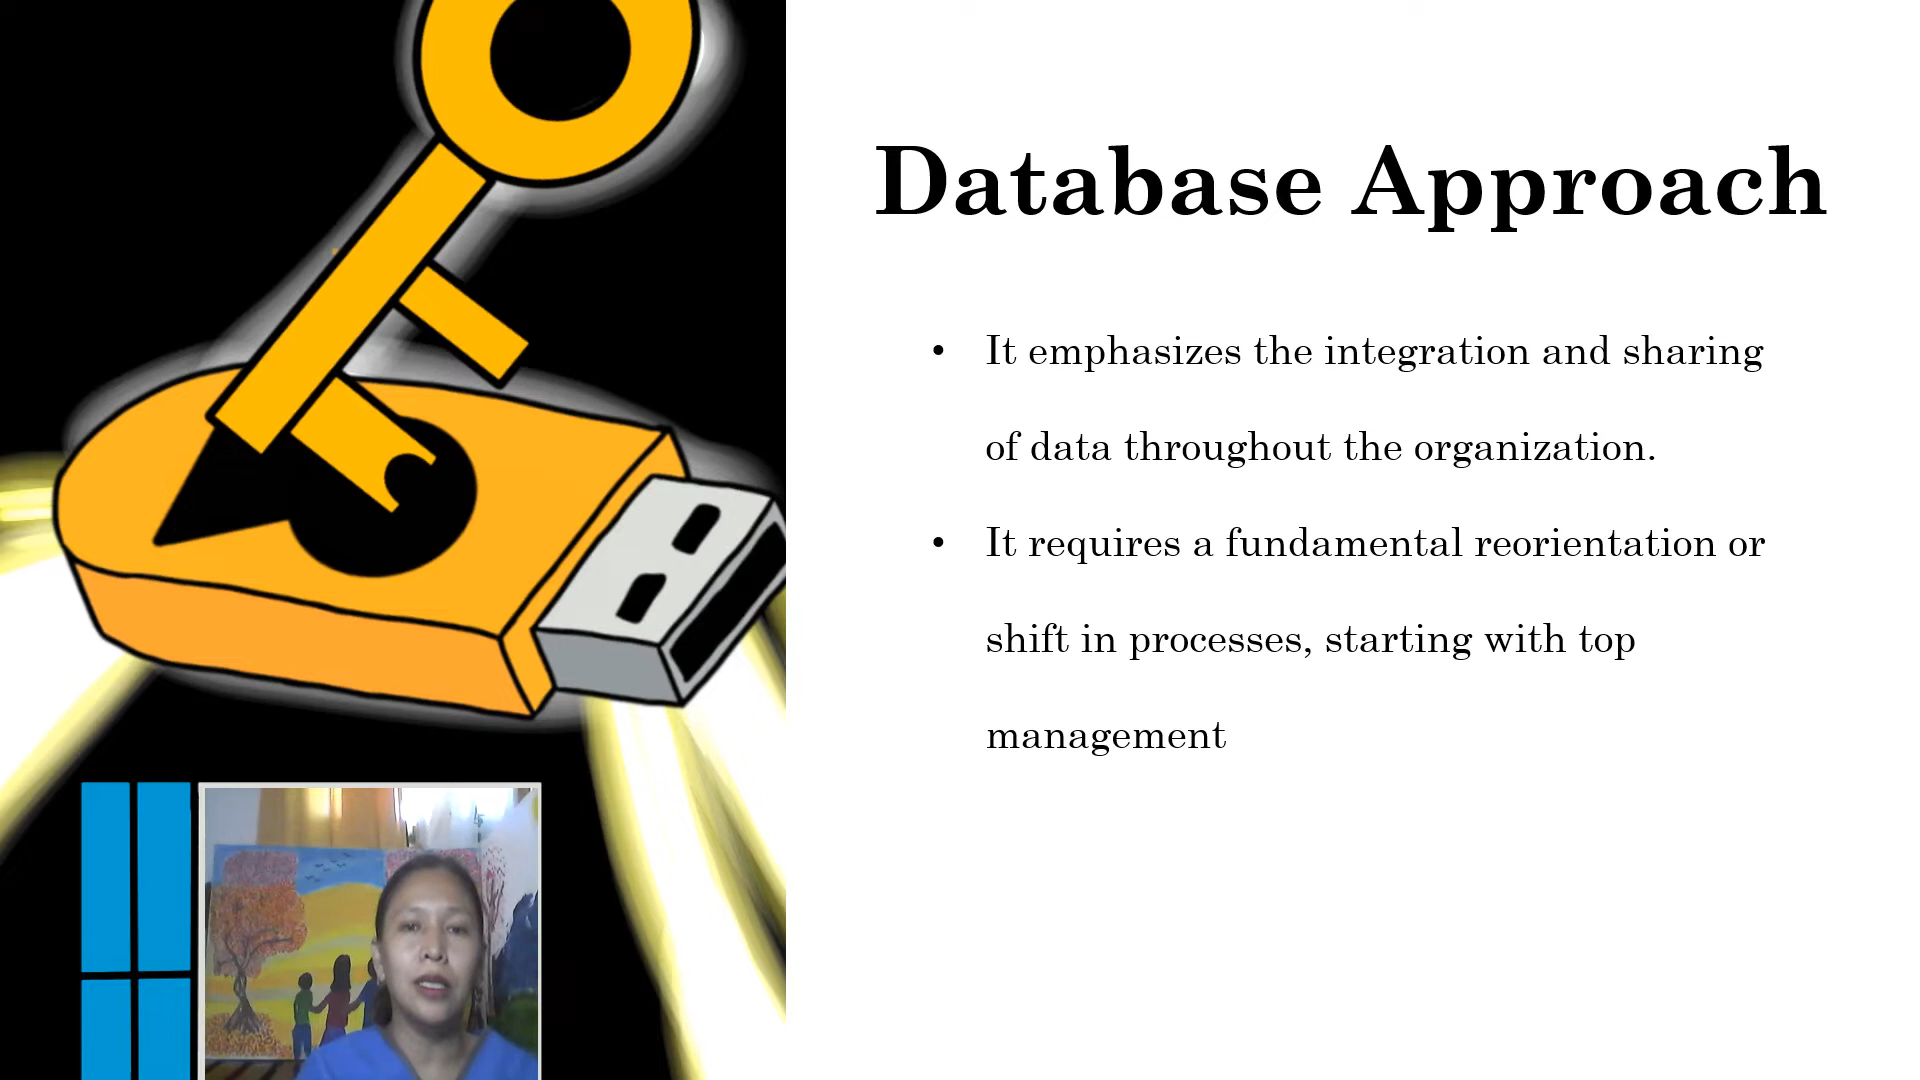 Database Approach
• It emphasizes the integration and sharing
of data throughout the organization.
• It requires a fundamental reorientation or
shift in processes, starting with top
management